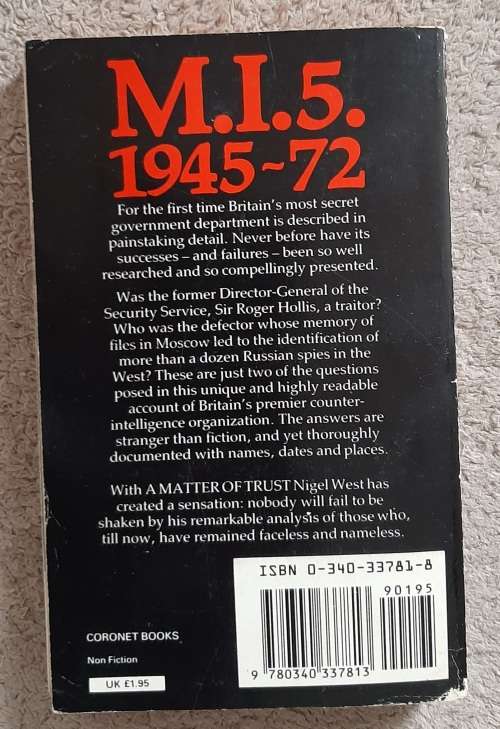 M.I.5.
1945~72
For the first time Britain's most secret
government department is described in
painstaking detail. Never before have its
successes – and failures – been so well
researched and so compellingly presented.
Was the former Director-General of the
Security Service, Sir Roger Hollis, a traitor?
Who was the defector whose memory of
files in Moscow led to the identification of
more than a dozen Russian spies in the
West? These are just two of the questions
posed in this unique and highly readable
account of Britain's premier counter-
intelligence organization. The answers are
stranger than fiction, and yet thoroughly
documented with names, dates and places.
With A MATTER OF TRUST Nigel West has
created a sensation: nobody will fail to be
shaken by his remarkable analysis of those who,
till now, have remained faceless and nameless.
ISBN 0-340-33781-8
90195
9 780340 337813
CORONET BOOKS
Non Fiction
UK £1.95